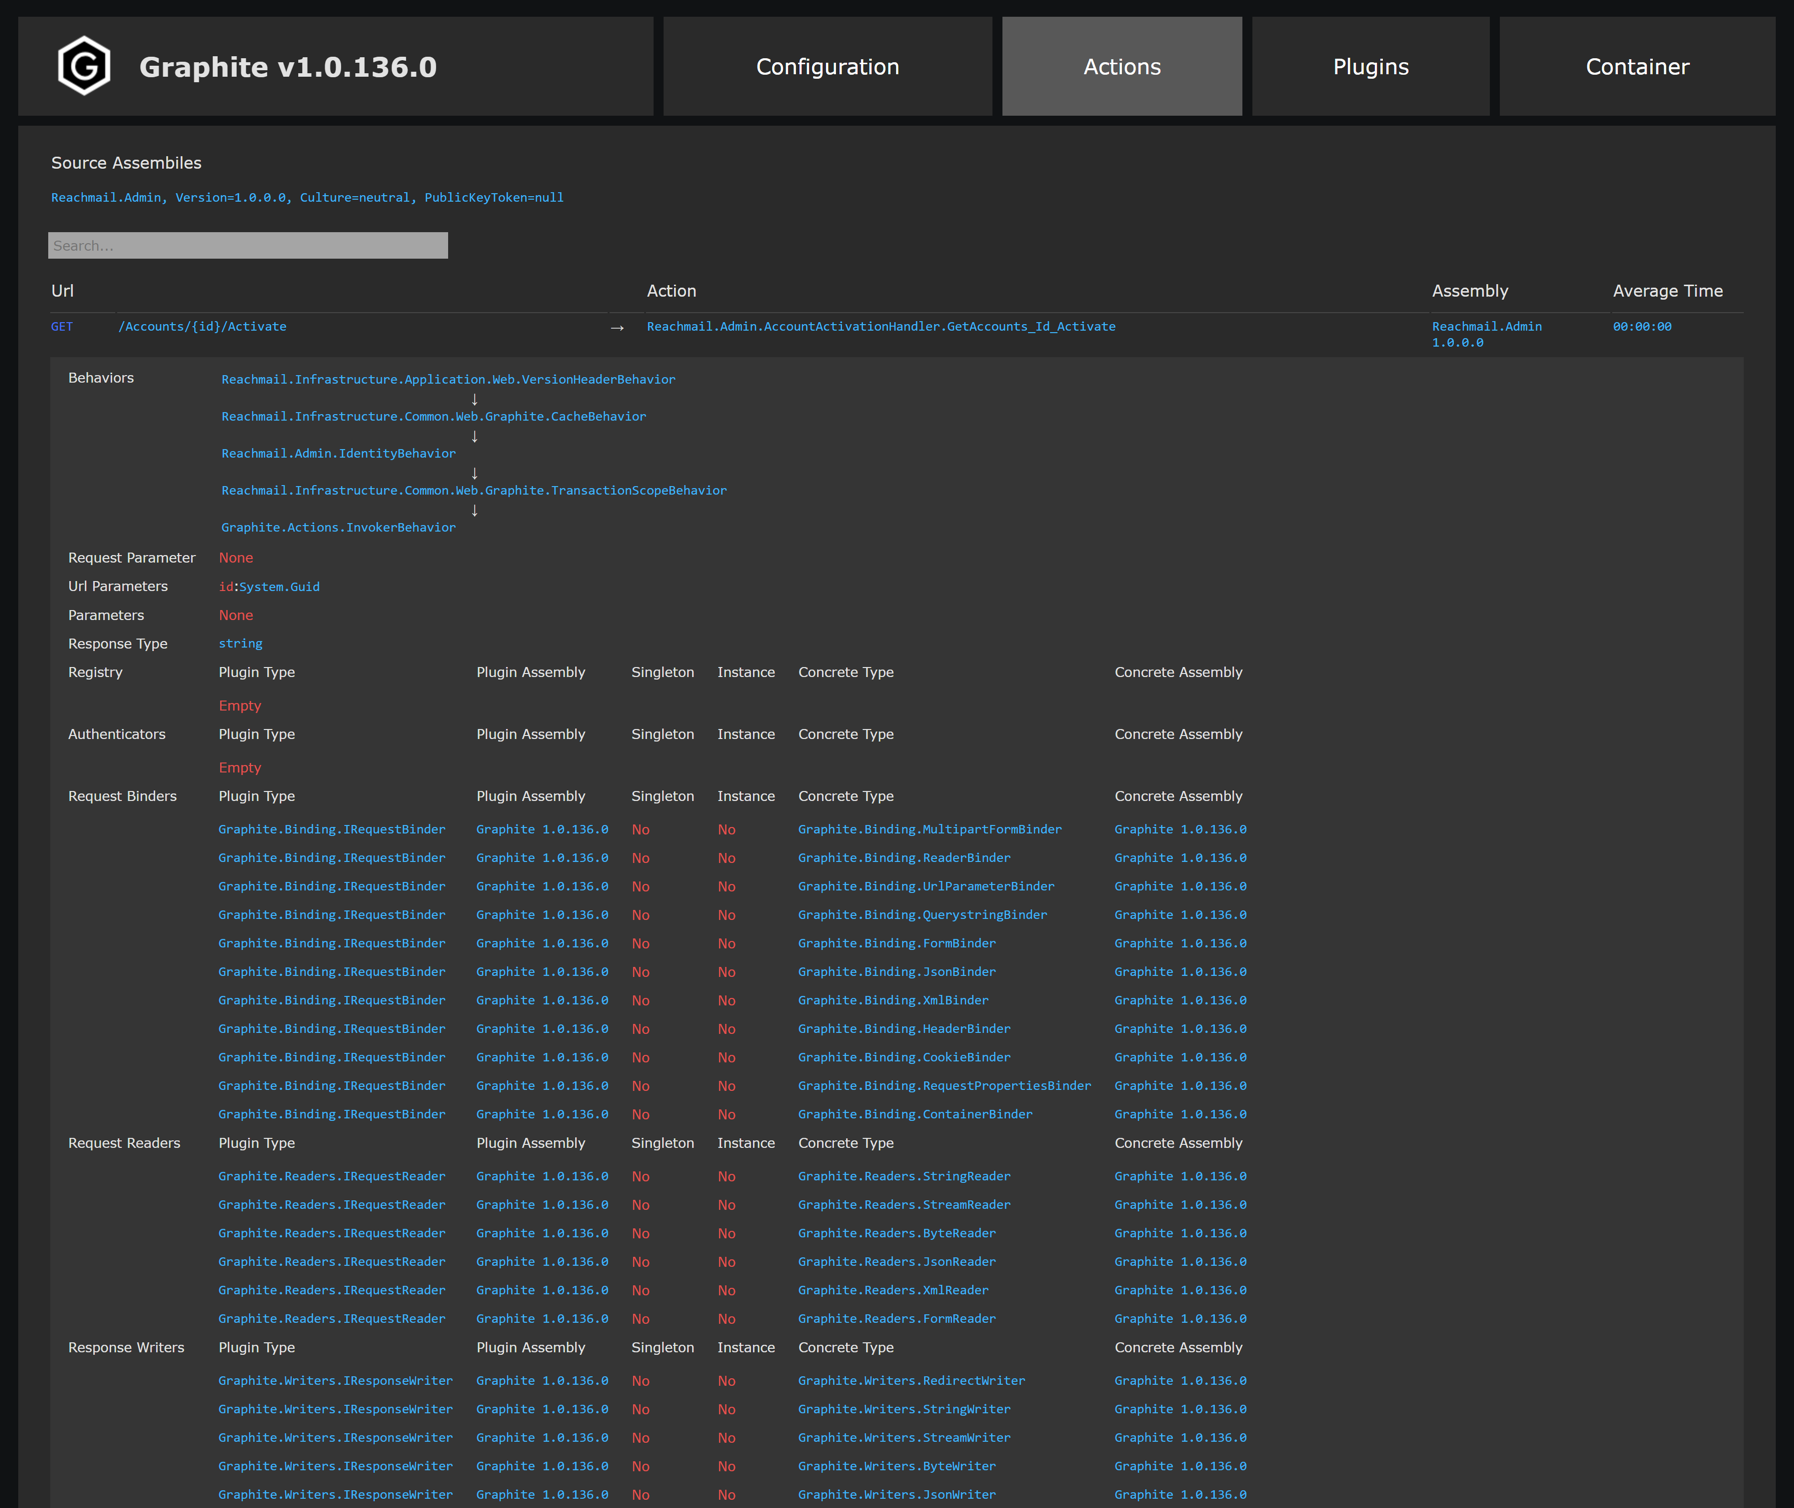 Graphite v1.0.136.0 Configuration Actions Plugins Container
Source Assembiles
Reachmail.Admin, Version=1.0.0.0, Culture=neutral, PublicKeyToken=null
Search...
Url Action Assembly Average Time
GET /Accounts/{id}/Activate → Reachmail.Admin.AccountActivationHandler.GetAccounts_Id_Activate Reachmail.Admin 00:00:00
1.0.0.0
Behaviors Reachmail.Infrastructure.Application.Web.VersionHeaderBehavior
↓
Reachmail.Infrastructure.Common.Web.Graphite.CacheBehavior
↓
Reachmail.Admin.IdentityBehavior
↓
Reachmail.Infrastructure.Common.Web.Graphite.TransactionScopeBehavior
↓
Graphite.Actions.InvokerBehavior
Request Parameter None
Url Parameters id:System.Guid
Parameters None
Response Type string
Registry Plugin Type Plugin Assembly Singleton Instance Concrete Type Concrete Assembly
Empty
Authenticators Plugin Type Plugin Assembly Singleton Instance Concrete Type Concrete Assembly
Empty
Request Binders Plugin Type Plugin Assembly Singleton Instance Concrete Type Concrete Assembly
Graphite.Binding.IRequestBinder Graphite 1.0.136.0 No No Graphite.Binding.MultipartFormBinder Graphite 1.0.136.0
Graphite.Binding.IRequestBinder Graphite 1.0.136.0 No No Graphite.Binding.ReaderBinder Graphite 1.0.136.0
Graphite.Binding.IRequestBinder Graphite 1.0.136.0 No No Graphite.Binding.UrlParameterBinder Graphite 1.0.136.0
Graphite.Binding.IRequestBinder Graphite 1.0.136.0 No No Graphite.Binding.QuerystringBinder Graphite 1.0.136.0
Graphite.Binding.IRequestBinder Graphite 1.0.136.0 No No Graphite.Binding.FormBinder Graphite 1.0.136.0
Graphite.Binding.IRequestBinder Graphite 1.0.136.0 No No Graphite.Binding.JsonBinder Graphite 1.0.136.0
Graphite.Binding.IRequestBinder Graphite 1.0.136.0 No No Graphite.Binding.XmlBinder Graphite 1.0.136.0
Graphite.Binding.IRequestBinder Graphite 1.0.136.0 No No Graphite.Binding.HeaderBinder Graphite 1.0.136.0
Graphite.Binding.IRequestBinder Graphite 1.0.136.0 No No Graphite.Binding.CookieBinder Graphite 1.0.136.0
Graphite.Binding.IRequestBinder Graphite 1.0.136.0 No No Graphite.Binding.RequestPropertiesBinder Graphite 1.0.136.0
Graphite.Binding.IRequestBinder Graphite 1.0.136.0 No No Graphite.Binding.ContainerBinder Graphite 1.0.136.0
Request Readers Plugin Type Plugin Assembly Singleton Instance Concrete Type Concrete Assembly
Graphite.Readers.IRequestReader Graphite 1.0.136.0 No No Graphite.Readers.StringReader Graphite 1.0.136.0
Graphite.Readers.IRequestReader Graphite 1.0.136.0 No No Graphite.Readers.StreamReader Graphite 1.0.136.0
Graphite.Readers.IRequestReader Graphite 1.0.136.0 No No Graphite.Readers.ByteReader Graphite 1.0.136.0
Graphite.Readers.IRequestReader Graphite 1.0.136.0 No No Graphite.Readers.JsonReader Graphite 1.0.136.0
Graphite.Readers.IRequestReader Graphite 1.0.136.0 No No Graphite.Readers.XmlReader Graphite 1.0.136.0
Graphite.Readers.IRequestReader Graphite 1.0.136.0 No No Graphite.Readers.FormReader Graphite 1.0.136.0
Response Writers Plugin Type Plugin Assembly Singleton Instance Concrete Type Concrete Assembly
Graphite.Writers.IResponseWriter Graphite 1.0.136.0 No No Graphite.Writers.RedirectWriter Graphite 1.0.136.0
Graphite.Writers.IResponseWriter Graphite 1.0.136.0 No No Graphite.Writers.StringWriter Graphite 1.0.136.0
Graphite.Writers.IResponseWriter Graphite 1.0.136.0 No No Graphite.Writers.StreamWriter Graphite 1.0.136.0
Graphite.Writers.IResponseWriter Graphite 1.0.136.0 No No Graphite.Writers.ByteWriter Graphite 1.0.136.0
Graphite.Writers.IResponseWriter Graphite 1.0.136.0 No No Graphite.Writers.JsonWriter Graphite 1.0.136.0